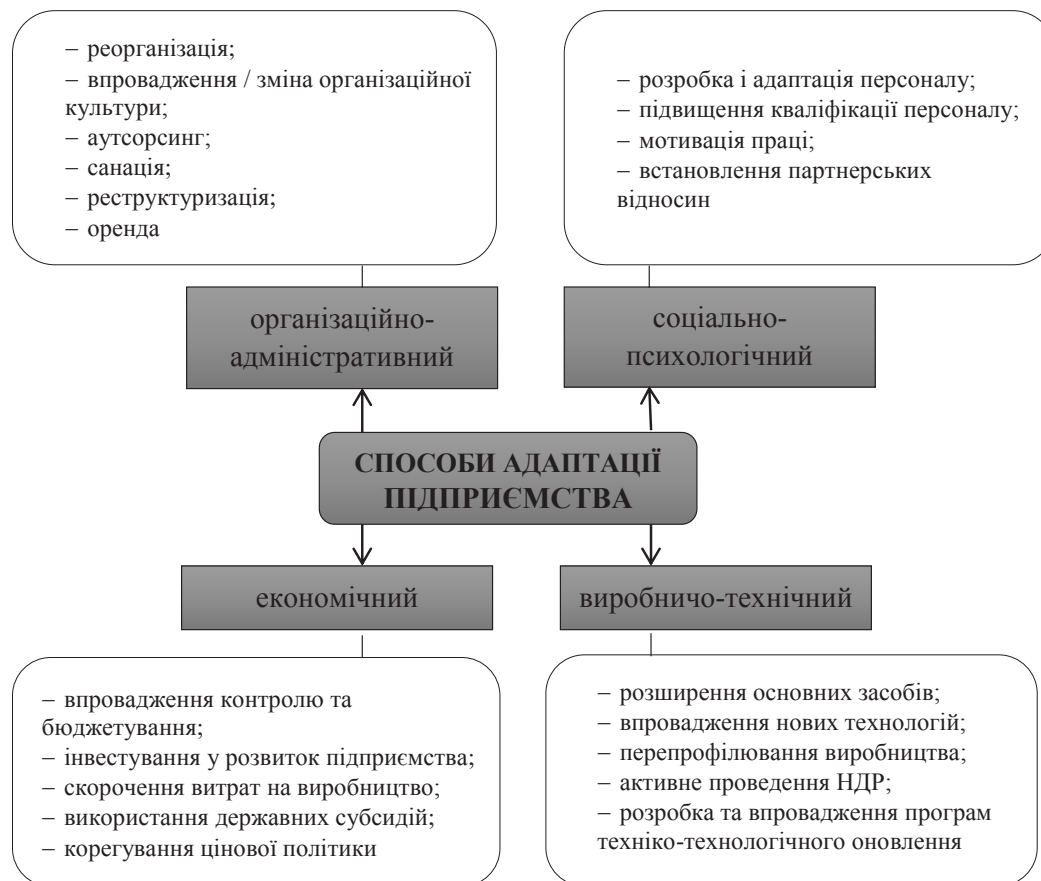 – реорганізація;
– впровадження / зміна організаційної
культури;
– аутсорсинг;
– санація;
– реструктуризація;
– оренда
– розробка і адаптація персоналу;
– підвищення кваліфікації персоналу;
– мотивація праці;
– встановлення партнерських
відносин
організаційно-
адміністративний
соціально-
психологічний
СПОСОБИ АДАПТАЦІЇ
ПІДПРИЄМСТВА
економічний
виробничо-технічний
– впровадження контролю та
бюджетування;
– інвестування у розвиток підприємства;
– скорочення витрат на виробництво;
– використання державних субсидій;
– корегування цінової політики
– розширення основних засобів;
– впровадження нових технологій;
– перепрофілювання виробництва;
– активне проведення НДР;
– розробка та впровадження програм
техніко-технологічного оновлення